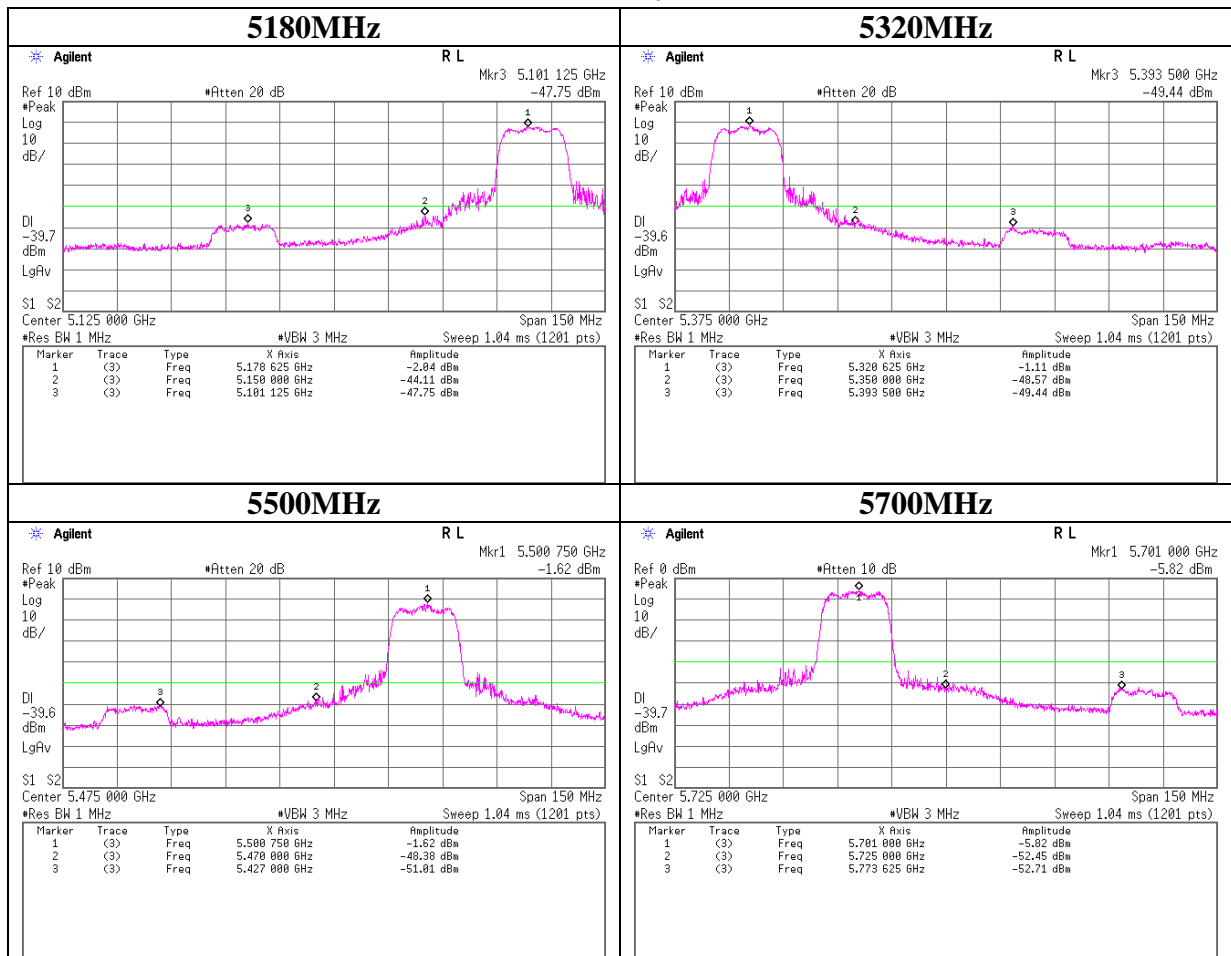 5180MHz
Agilent R L
Mkr3 5.101 125 GHz
Ref 10 dBm #Atten 20 dB -47.75 dBm
#Peak
Log
10
dB/
1
2
3
DI
-39.7
dBm
LgAv
S1 S2
Center 5.125 000 GHz Span 150 MHz
#Res BW 1 MHz #VBW 3 MHz Sweep 1.04 ms (1201 pts)
Marker Trace Type X Axis Amplitude
1 (3) Freq 5.178 625 GHz -2.04 dBm
2 (3) Freq 5.150 000 GHz -44.11 dBm
3 (3) Freq 5.101 125 GHz -47.75 dBm
5320MHz
Agilent R L
Mkr3 5.393 500 GHz
Ref 10 dBm #Atten 20 dB -49.44 dBm
#Peak
Log
10
dB/
1
2
3
DI
-39.6
dBm
LgAv
S1 S2
Center 5.375 000 GHz Span 150 MHz
#Res BW 1 MHz #VBW 3 MHz Sweep 1.04 ms (1201 pts)
Marker Trace Type X Axis Amplitude
1 (3) Freq 5.320 625 GHz -1.11 dBm
2 (3) Freq 5.350 000 GHz -48.57 dBm
3 (3) Freq 5.393 500 GHz -49.44 dBm
5500MHz
Agilent R L
Mkr1 5.500 750 GHz
Ref 10 dBm #Atten 20 dB -1.62 dBm
#Peak
Log
10
dB/
1
2
3
DI
-39.6
dBm
LgAv
S1 S2
Center 5.475 000 GHz Span 150 MHz
#Res BW 1 MHz #VBW 3 MHz Sweep 1.04 ms (1201 pts)
Marker Trace Type X Axis Amplitude
1 (3) Freq 5.500 750 GHz -1.62 dBm
2 (3) Freq 5.470 000 GHz -48.38 dBm
3 (3) Freq 5.427 000 GHz -51.01 dBm
5700MHz
Agilent R L
Mkr1 5.701 000 GHz
Ref 0 dBm #Atten 10 dB -5.82 dBm
#Peak
Log
10
dB/
1
2
3
DI
-39.7
dBm
LgAv
S1 S2
Center 5.725 000 GHz Span 150 MHz
#Res BW 1 MHz #VBW 3 MHz Sweep 1.04 ms (1201 pts)
Marker Trace Type X Axis Amplitude
1 (3) Freq 5.701 000 GHz -5.82 dBm
2 (3) Freq 5.725 000 GHz -52.45 dBm
3 (3) Freq 5.773 625 GHz -52.71 dBm